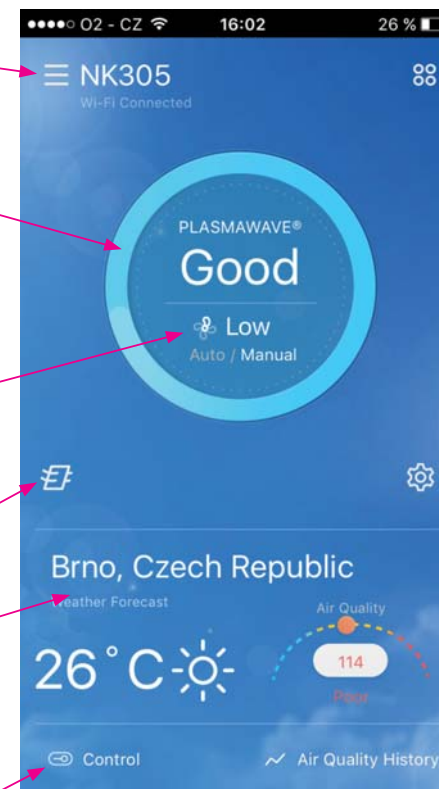 O2 - CZ 16:02 26 %
NK305
Wi-Fi Connected
PLASMAWAVE®
Good
Low
Auto / Manual
Brno, Czech Republic
Weather Forecast
Air Quality
26°C
114
Poor
Control
Air Quality History